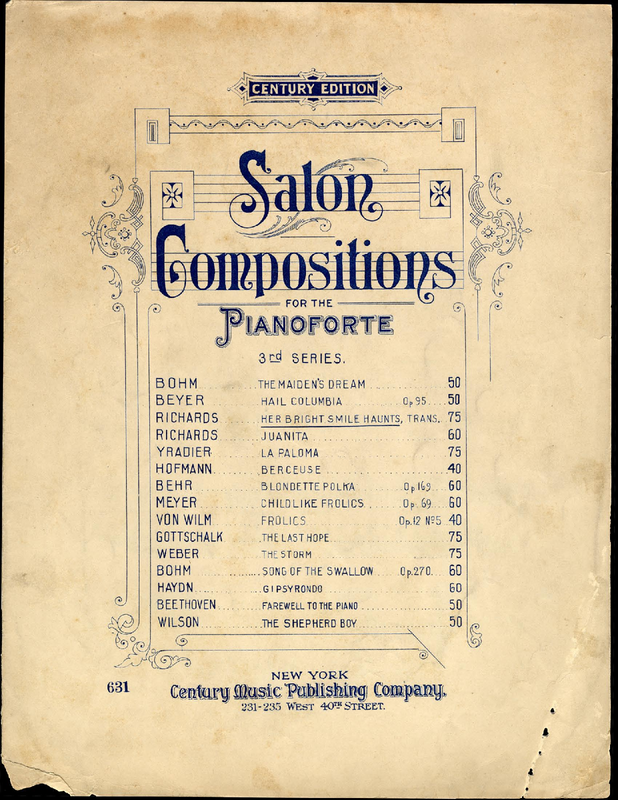 CENTURY EDITION
Salon
Compositions
FOR THE
PIANOFORTE
3rd SERIES.
BOHM ... THE MAIDEN'S DREAM ... 50
BEYER ... HAIL COLUMBIA ... Op. 95 ... 50
RICHARDS ... HER BRIGHT SMILE HAUNTS, TRANS. 75
RICHARDS ... JUANITA ... 60
YRADIER ... LA PALOMA ... 75
HOFMANN ... BERCEUSE ... 40
BEHR ... BLONDETTE POLKA ... Op. 169 ... 60
MEYER ... CHILDLIKE FROLICS ... Op. 69 ... 60
VON WILM ... FROLICS ... Op. 12 No 5 40
GOTTSCHALK ... THE LAST HOPE ... 75
WEBER ... THE STORM ... 75
BOHM ... SONG OF THE SWALLOW ... Op. 270 ... 60
HAYDN ... GIPSY RONDO ... 60
BEETHOVEN ... FAREWELL TO THE PIANO ... 50
WILSON ... THE SHEPHERD BOY ... 50
631
NEW YORK
Century Music Publishing Company.
231-235 WEST 40TH STREET.